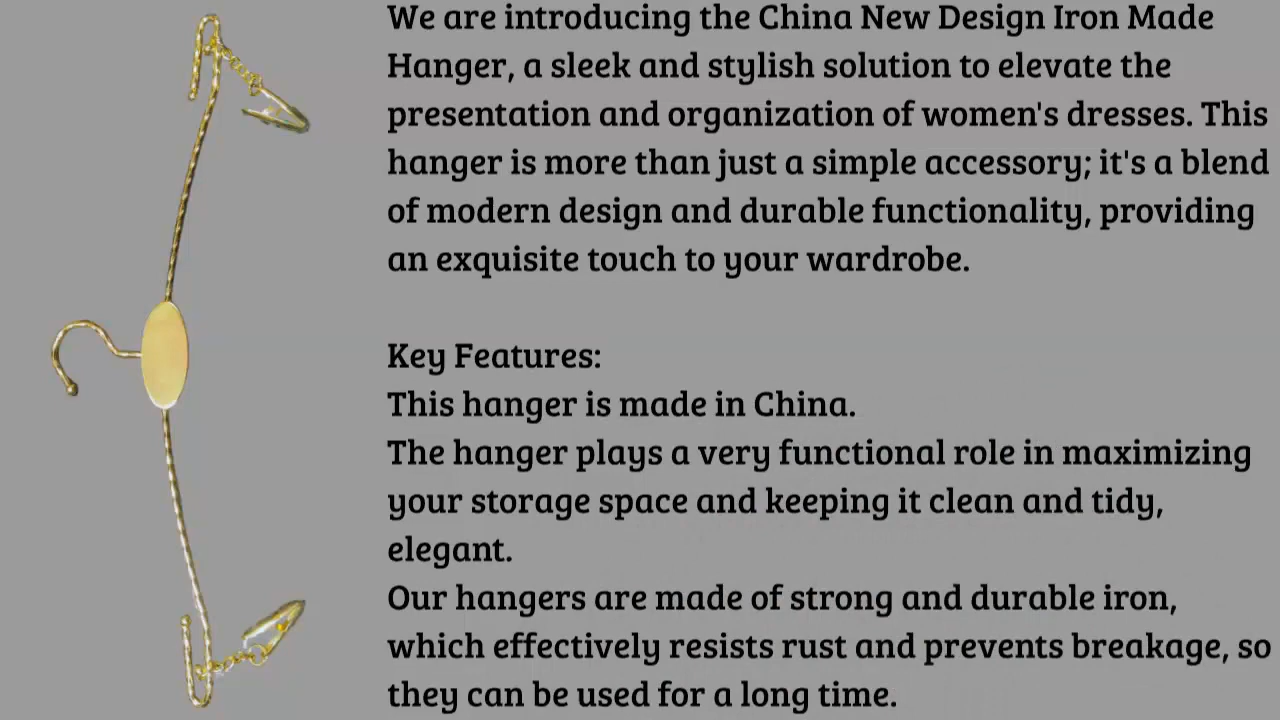 We are introducing the China New Design Iron Made
Hanger, a sleek and stylish solution to elevate the
presentation and organization of women's dresses. This
hanger is more than just a simple accessory; it's a blend
of modern design and durable functionality, providing
an exquisite touch to your wardrobe.
Key Features:
This hanger is made in China.
The hanger plays a very functional role in maximizing
your storage space and keeping it clean and tidy,
elegant.
Our hangers are made of strong and durable iron,
which effectively resists rust and prevents breakage, so
they can be used for a long time.